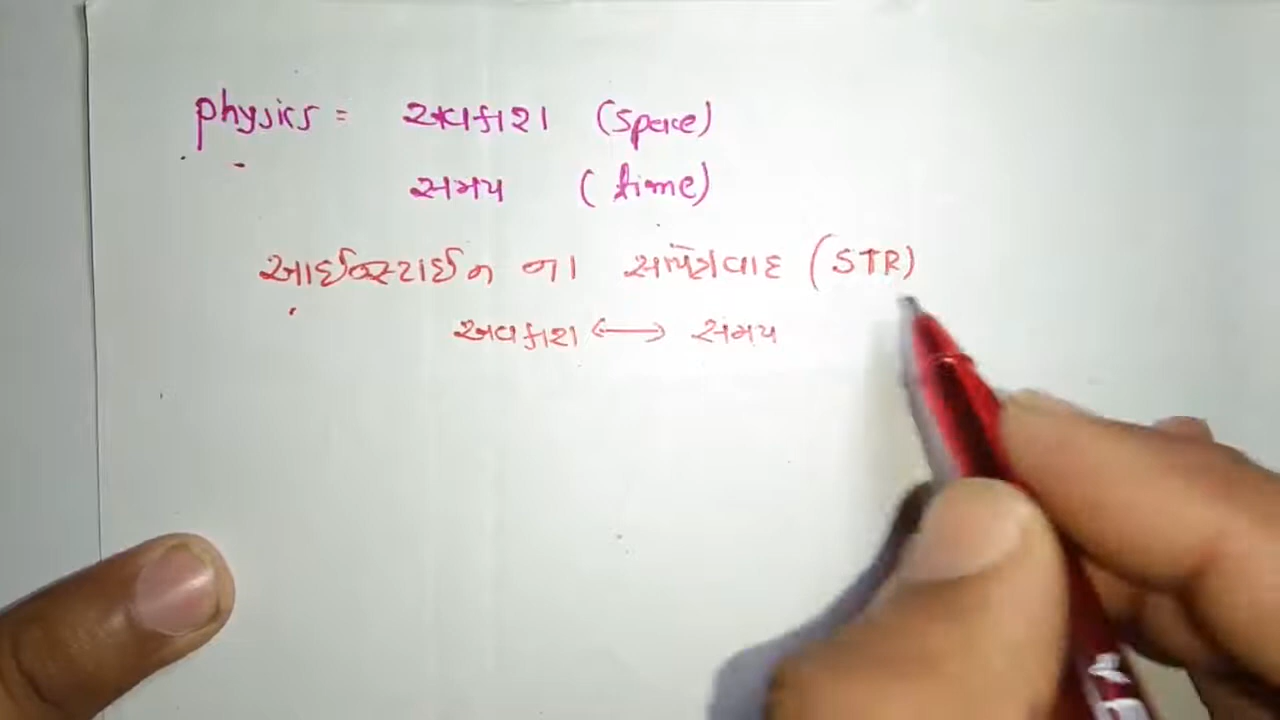 physics = અવકાશ (space)
સમય (time)
આઈન્સ્ટાઈન ના સાપેક્ષવાદ (STR)
અવકાશ ↔ સમય